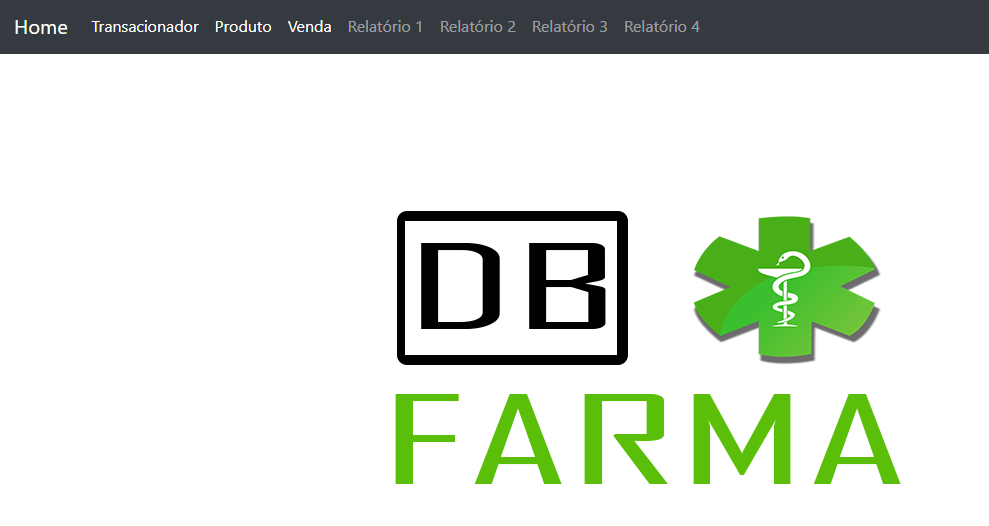 Home Transacionador Produto Venda Relatório 1 Relatório 2 Relatório 3 Relatório 4
DB
FARMA